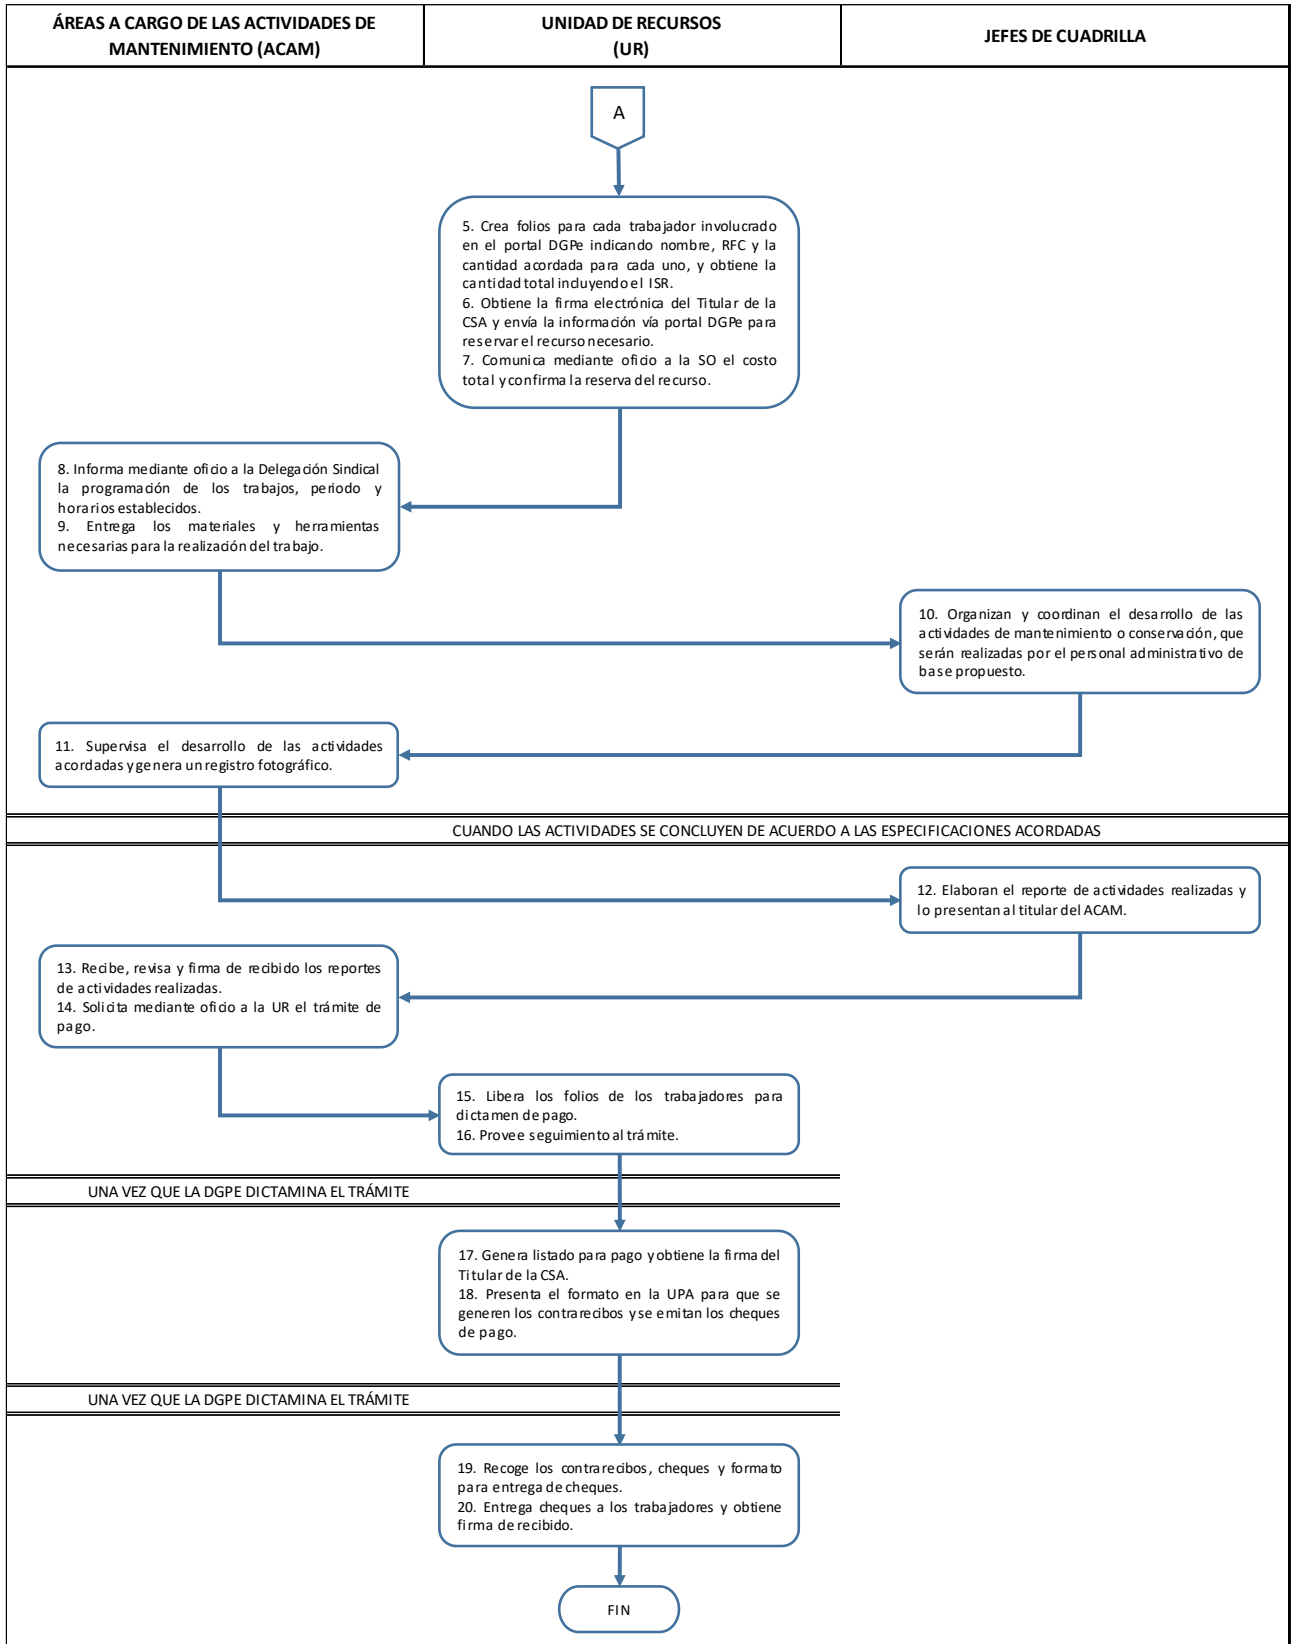 ÁREAS A CARGO DE LAS ACTIVIDADES DE
MANTENIMIENTO (ACAM)
UNIDAD DE RECURSOS
(UR)
JEFES DE CUADRILLA
A
5. Crea folios para cada trabajador involucrado
en el portal DGPe indicando nombre, RFC y la
cantidad acordada para cada uno, y obtiene la
cantidad total incluyendo el ISR.
6. Obtiene la firma electrónica del Titular de la
CSA y envía la información vía portal DGPe para
reservar el recurso necesario.
7. Comunica mediante oficio a la SO el costo
total y confirma la reserva del recurso.
8. Informa mediante oficio a la Delegación Sindical
la programación de los trabajos, periodo y
horarios establecidos.
9. Entrega los materiales y herramientas
necesarias para la realización del trabajo.
10. Organizan y coordinan el desarrollo de las
actividades de mantenimiento o conservación, que
serán realizadas por el personal administrativo de
base propuesto.
11. Supervisa el desarrollo de las actividades
acordadas y genera un registro fotográfico.
CUANDO LAS ACTIVIDADES SE CONCLUYEN DE ACUERDO A LAS ESPECIFICACIONES ACORDADAS
12. Elaboran el reporte de actividades realizadas y
lo presentan al titular del ACAM.
13. Recibe, revisa y firma de recibido los reportes
de actividades realizadas.
14. Solicita mediante oficio a la UR el trámite de
pago.
15. Libera los folios de los trabajadores para
dictamen de pago.
16. Provee seguimiento al trámite.
UNA VEZ QUE LA DGPE DICTAMINA EL TRÁMITE
17. Genera listado para pago y obtiene la firma del
Titular de la CSA.
18. Presenta el formato en la UPA para que se
generen los contrarecibos y se emitan los cheques
de pago.
UNA VEZ QUE LA DGPE DICTAMINA EL TRÁMITE
19. Recoge los contrarecibos, cheques y formato
para entrega de cheques.
20. Entrega cheques a los trabajadores y obtiene
firma de recibido.
FIN